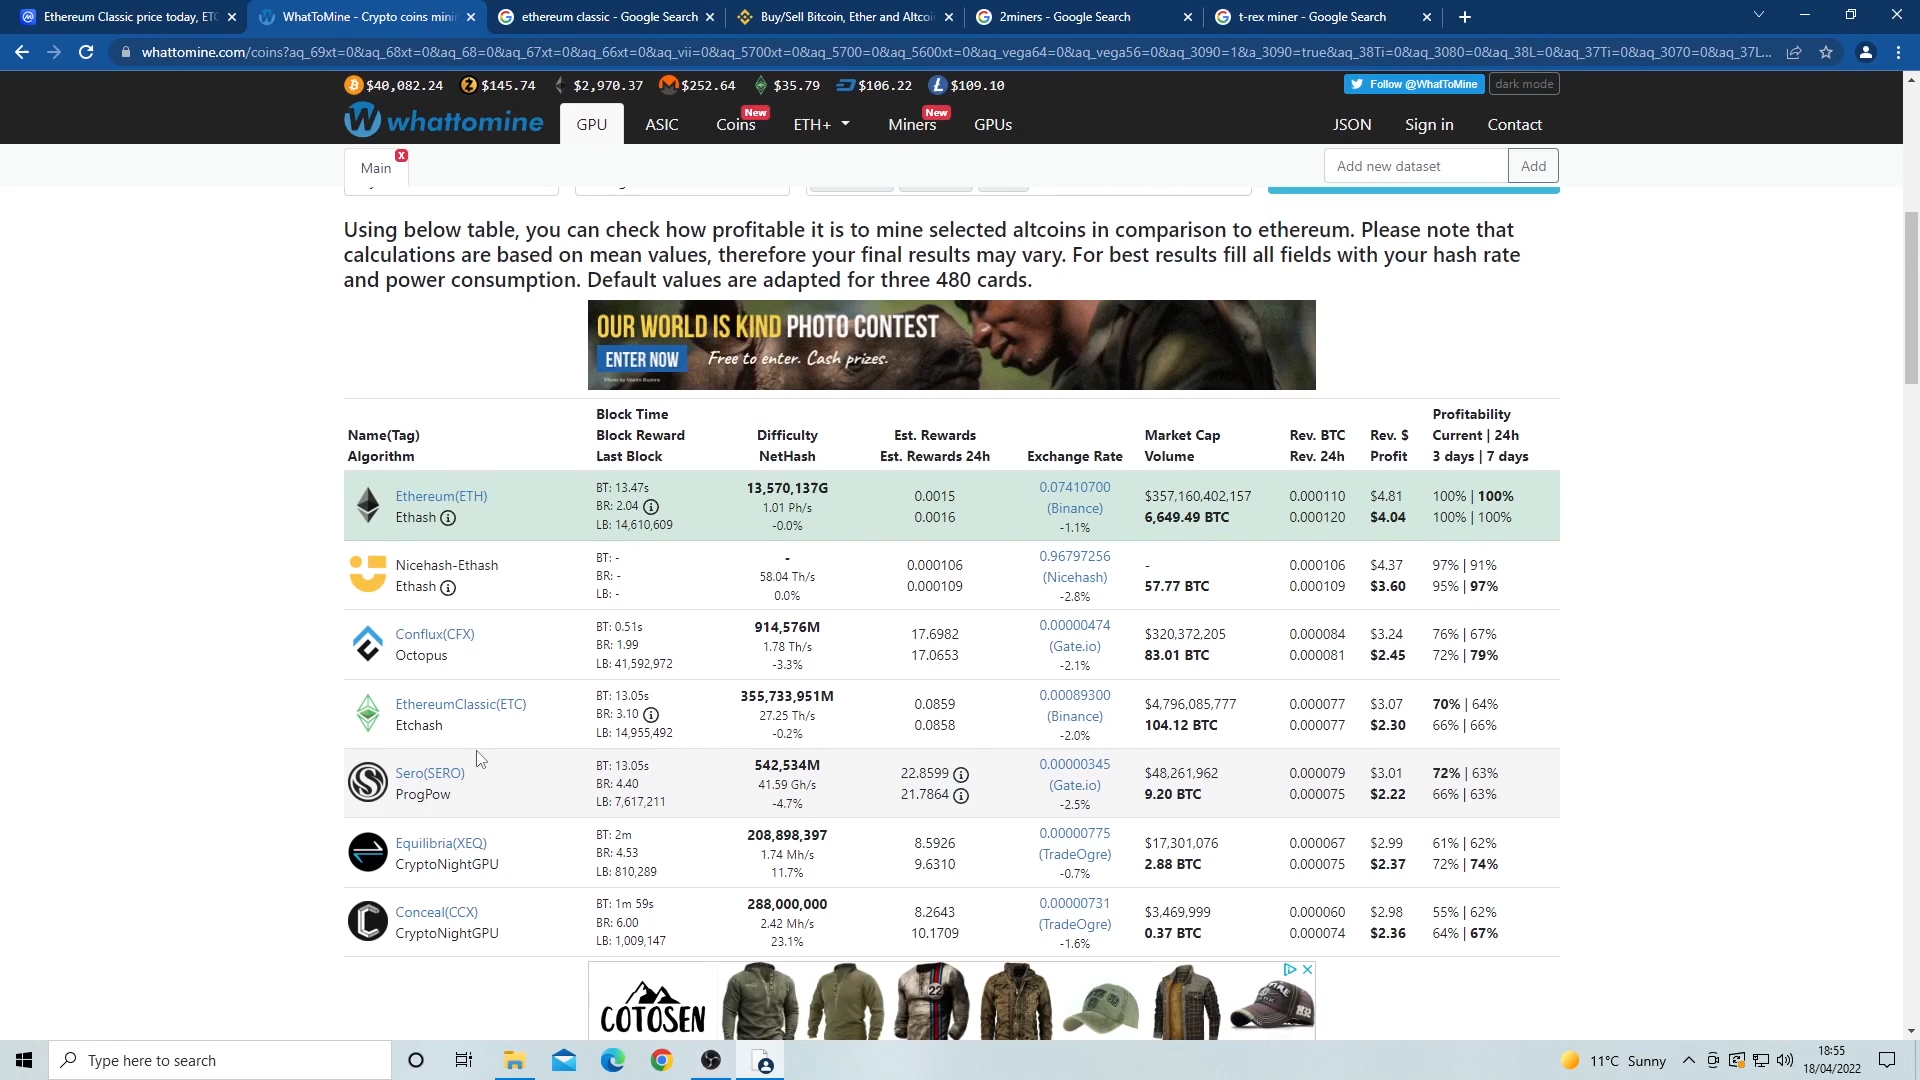 Ethereum Classic price today, ETC
WhatToMine - Crypto coins minin
ethereum classic - Google Search
Buy/Sell Bitcoin, Ether and Altcoi
2miners - Google Search
t-rex miner - Google Search
whattomine.com/coins?aq_69xt=0&aq_68xt=0&aq_68=0&aq_67xt=0&aq_66xt=0&aq_vii=0&aq_5700xt=0&aq_5700=0&aq_5600xt=0&aq_vega64=0&aq_vega56=0&aq_3090=1&a_3090=true&aq_38Ti=0&aq_3080=0&aq_38L=0&aq_37Ti=0&aq_3070=0&aq_37L...
$40,082.24 $145.74 $2,970.37 $252.64 $35.79 $106.22 $109.10
Follow @WhatToMine
dark mode
whattomine
GPU
ASIC
Coins New
ETH+
Miners New
GPUs
JSON
Sign in
Contact
Main x
Add new dataset
Add
Using below table, you can check how profitable it is to mine selected altcoins in comparison to ethereum. Please note that
calculations are based on mean values, therefore your final results may vary. For best results fill all fields with your hash rate
and power consumption. Default values are adapted for three 480 cards.
OUR WORLD IS KIND PHOTO CONTEST
ENTER NOW Free to enter. Cash prizes.
Block Time Profitability
Name(Tag) Block Reward Difficulty Est. Rewards Market Cap Rev. BTC Rev. $ Current | 24h
Algorithm Last Block NetHash Est. Rewards 24h Exchange Rate Volume Rev. 24h Profit 3 days | 7 days
BT: 13.47s 13,570,137G 0.07410700
Ethereum(ETH) BR: 2.04 1.01 Ph/s 0.0015 (Binance) $357,160,402,157 0.000110 $4.81 100% | 100%
Ethash LB: 14,610,609 -0.0% 0.0016 -1.1% 6,649.49 BTC 0.000120 $4.04 100% | 100%
BT: - - 0.96797256
Nicehash-Ethash BR: - 58.04 Th/s 0.000106 (Nicehash) - 0.000106 $4.37 97% | 91%
Ethash LB: - 0.0% 0.000109 -2.8% 57.77 BTC 0.000109 $3.60 95% | 97%
BT: 0.51s 914,576M 0.00000474
Conflux(CFX) BR: 1.99 1.78 Th/s 17.6982 (Gate.io) $320,372,205 0.000084 $3.24 76% | 67%
Octopus LB: 41,592,972 -3.3% 17.0653 -2.1% 83.01 BTC 0.000081 $2.45 72% | 79%
BT: 13.05s 355,733,951M 0.00089300
EthereumClassic(ETC) BR: 3.10 27.25 Th/s 0.0859 (Binance) $4,796,085,777 0.000077 $3.07 70% | 64%
Etchash LB: 14,955,492 -0.2% 0.0858 -2.0% 104.12 BTC 0.000077 $2.30 66% | 66%
BT: 13.05s 542,534M 0.00000345
Sero(SERO) BR: 4.40 41.59 Gh/s 22.8599 (Gate.io) $48,261,962 0.000079 $3.01 72% | 63%
ProgPow LB: 7,617,211 -4.7% 21.7864 -2.5% 9.20 BTC 0.000075 $2.22 66% | 63%
BT: 2m 208,898,397 0.00000775
Equilibria(XEQ) BR: 4.53 1.74 Mh/s 8.5926 (TradeOgre) $17,301,076 0.000067 $2.99 61% | 62%
CryptoNightGPU LB: 810,289 11.7% 9.6310 -0.7% 2.88 BTC 0.000075 $2.37 72% | 74%
BT: 1m 59s 288,000,000 0.00000731
Conceal(CCX) BR: 6.00 2.42 Mh/s 8.2643 (TradeOgre) $3,469,999 0.000060 $2.98 55% | 62%
CryptoNightGPU LB: 1,009,147 23.1% 10.1709 -1.6% 0.37 BTC 0.000074 $2.36 64% | 67%
COTOSEN
22
Type here to search
11°C Sunny
18:55
18/04/2022